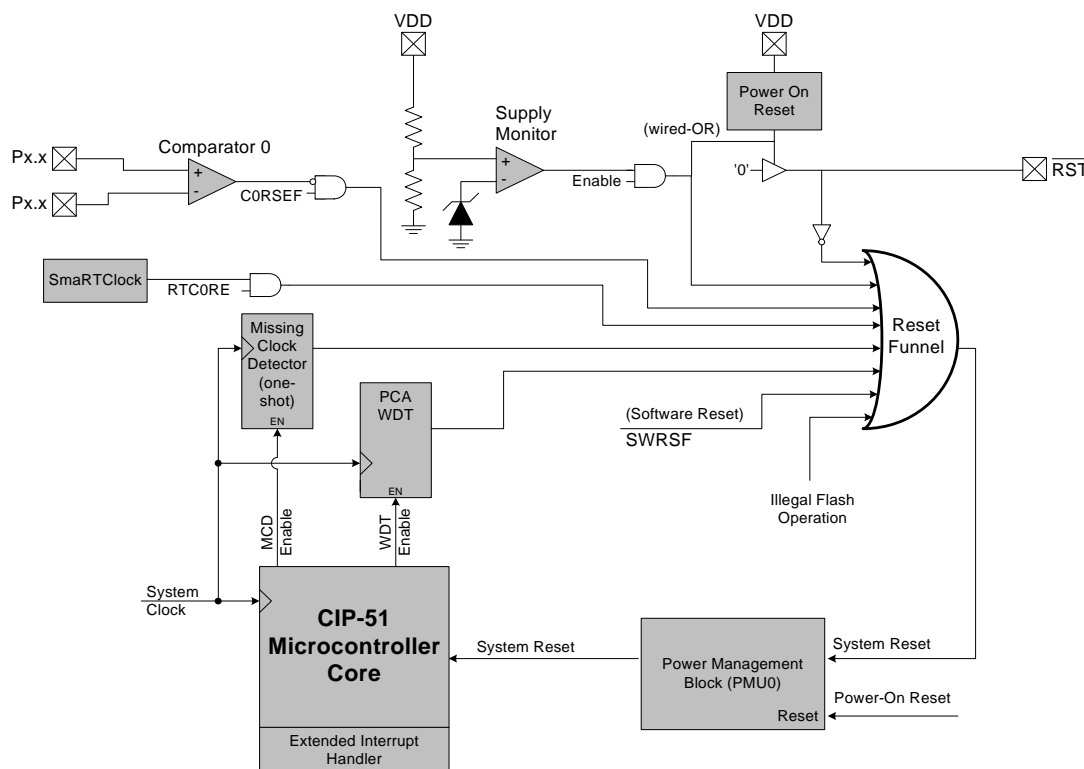 VDD
VDD
Power On
Reset
Supply
Monitor
(wired-OR)
Comparator 0
Px.x
+
-
Px.x
C0RSEF
+
-
Enable
'0'
RST
SmaRTClock
RTC0RE
Missing
Clock
Detector
(one-
shot)
EN
Reset
Funnel
PCA
WDT
EN
(Software Reset)
SWRSF
Illegal Flash
Operation
MCD
Enable
WDT
Enable
System
Clock
CIP-51
Microcontroller
Core
Extended Interrupt
Handler
System Reset
Power Management
Block (PMU0)
Reset
System Reset
Power-On Reset